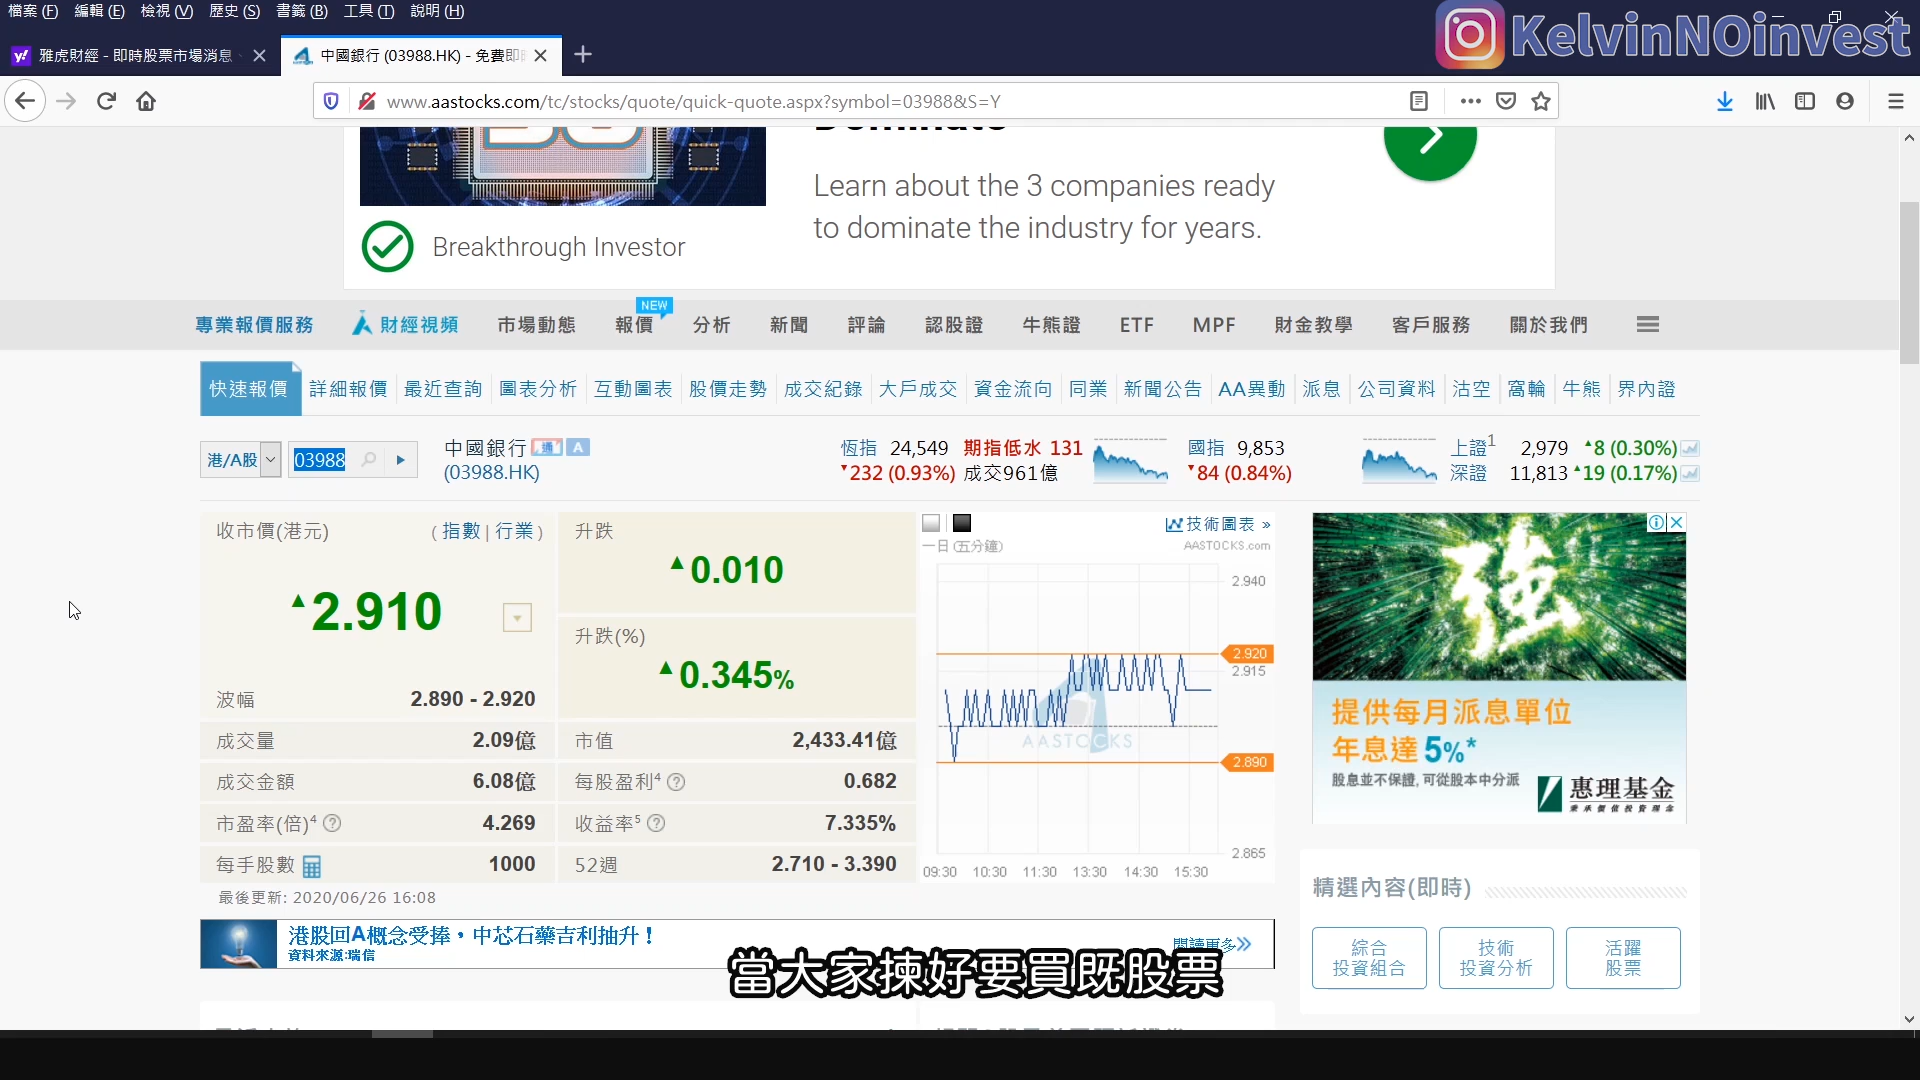 檔案 (F) 編輯 (E) 檢視 (V) 歷史 (S) 書籤 (B) 工具 (T) 說明 (H)
KelvinNOinvest
雅虎財經 - 即時股票市場消息
中國銀行 (03988.HK) - 免費即
www.aastocks.com/tc/stocks/quote/quick-quote.aspx?symbol=03988&S=Y
Learn about the 3 companies ready
to dominate the industry for years.
Breakthrough Investor
NEW
專業報價服務 財經視頻 市場動態 報價 分析 新聞 評論 認股證 牛熊證 ETF MPF 財金教學 客戶服務 關於我們
快速報價 詳細報價 最近查詢 圖表分析 互動圖表 股價走勢 成交紀錄 大戶成交 資金流向 同業 新聞公告 AA異動 派息 公司資料 沽空 窩輪 牛熊 界內證
港/A股 03988
中國銀行 通 A
(03988.HK)
恆指 24,549 期指低水 131
▼232 (0.93%) 成交961億
國指 9,853
▼84 (0.84%)
上證1 2,979 ▲8 (0.30%)
深證 11,813 ▲19 (0.17%)
收市價(港元) ( 指數 | 行業 )
▲2.910
波幅 2.890 - 2.920
升跌
▲0.010
升跌(%)
▲0.345%
成交量 2.09億 市值 2,433.41億
成交金額 6.08億 每股盈利4 0.682
市盈率(倍)4 4.269 收益率5 7.335%
每手股數 1000 52週 2.710 - 3.390
最後更新: 2020/06/26 16:08
技術圖表 »
一日 (五分鐘) AASTOCKS.com
2.940
2.920
2.915
AASTOCKS
2.890
2.865
09:30 10:30 11:30 13:30 14:30 15:30
強
提供每月派息單位
年息達 5%*
股息並不保證, 可從股本中分派
惠理基金
秉承價值投資理念
精選內容(即時)
綜合
投資組合
技術
投資分析
活躍
股票
港股回A概念受捧，中芯石藥吉利抽升！
資料來源:瑞信
閱讀更多
當大家揀好要買既股票